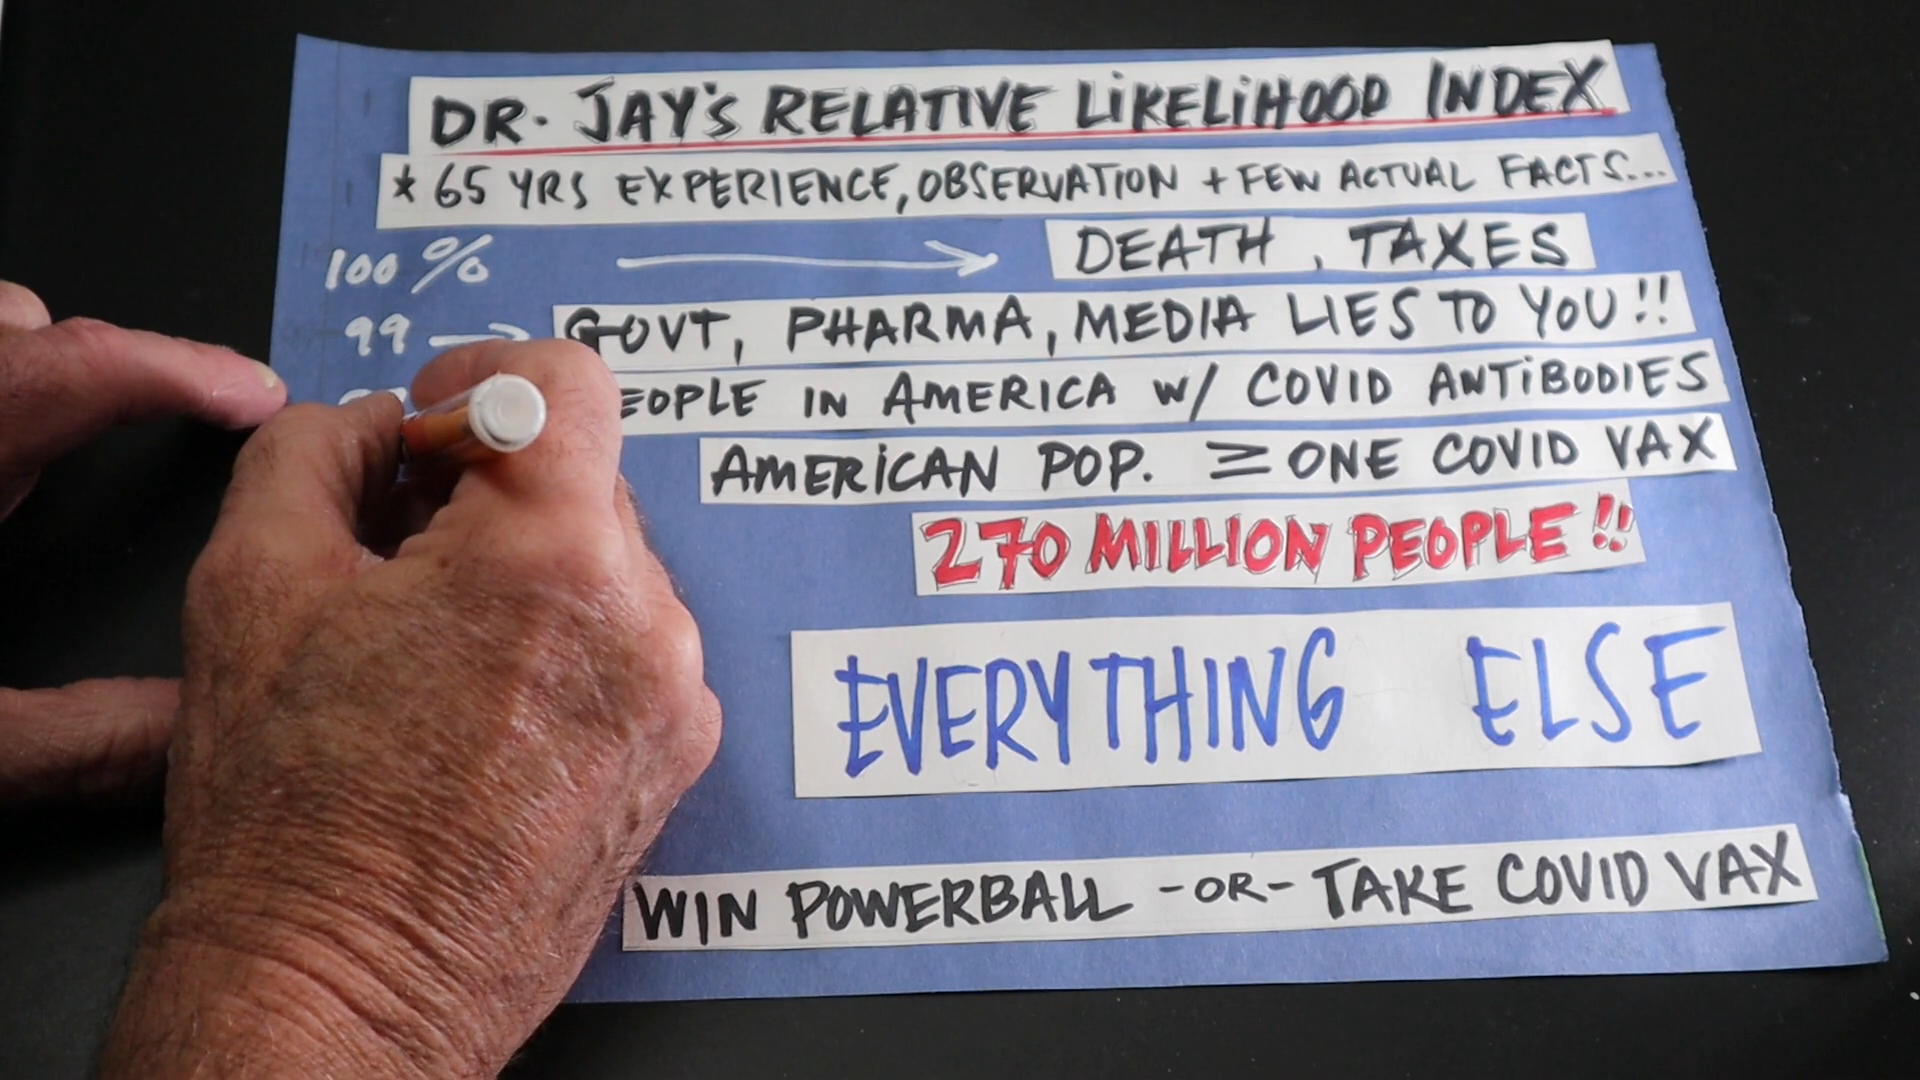 DR. JAY'S RELATIVE LIKELIHOOD INDEX
* 65 YRS EXPERIENCE, OBSERVATION + FEW ACTUAL FACTS...
100% → DEATH, TAXES
99 → GOVT, PHARMA, MEDIA LIES TO YOU!!
IN AMERICA W/ COVID ANTIBODIES
AMERICAN POP. ≥ ONE COVID VAX
270 MILLION PEOPLE!!
EVERYTHING ELSE
WIN POWERBALL -OR- TAKE COVID VAX